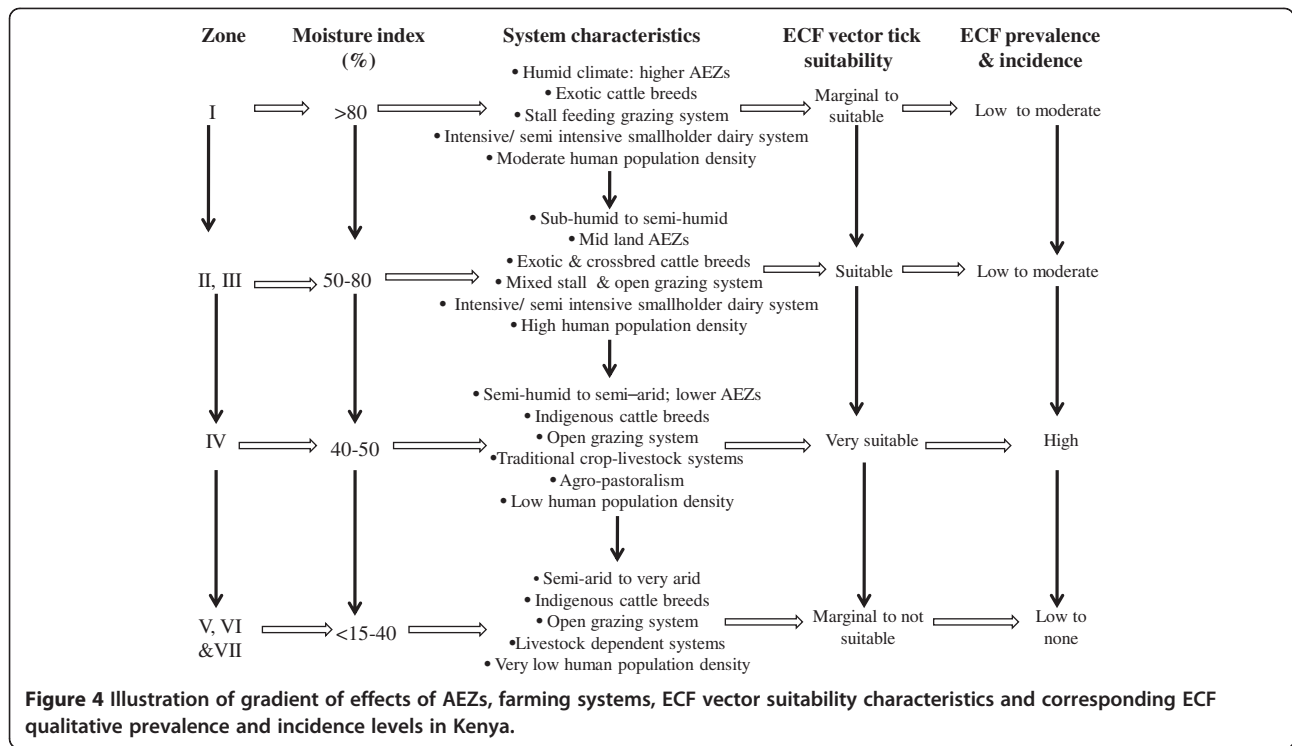 Zone Moisture index (%) System characteristics ECF vector tick suitability ECF prevalence & incidence
I
>80
• Humid climate: higher AEZs
• Exotic cattle breeds
• Stall feeding grazing system
• Intensive/ semi intensive smallholder dairy system
• Moderate human population density
Marginal to
suitable
Low to moderate
II, III
50-80
• Sub-humid to semi-humid
• Mid land AEZs
• Exotic & crossbred cattle breeds
• Mixed stall & open grazing system
• Intensive/ semi intensive smallholder dairy system
• High human population density
Suitable
Low to moderate
IV
40-50
• Semi-humid to semi–arid; lower AEZs
• Indigenous cattle breeds
• Open grazing system
•Traditional crop-livestock systems
• Agro-pastoralism
• Low human population density
Very suitable
High
V, VI
&VII
<15-40
• Semi-arid to very arid
• Indigenous cattle breeds
• Open grazing system
•Livestock dependent systems
• Very low human population density
Marginal to not
suitable
Low to
none
Figure 4 Illustration of gradient of effects of AEZs, farming systems, ECF vector suitability characteristics and corresponding ECF
qualitative prevalence and incidence levels in Kenya.